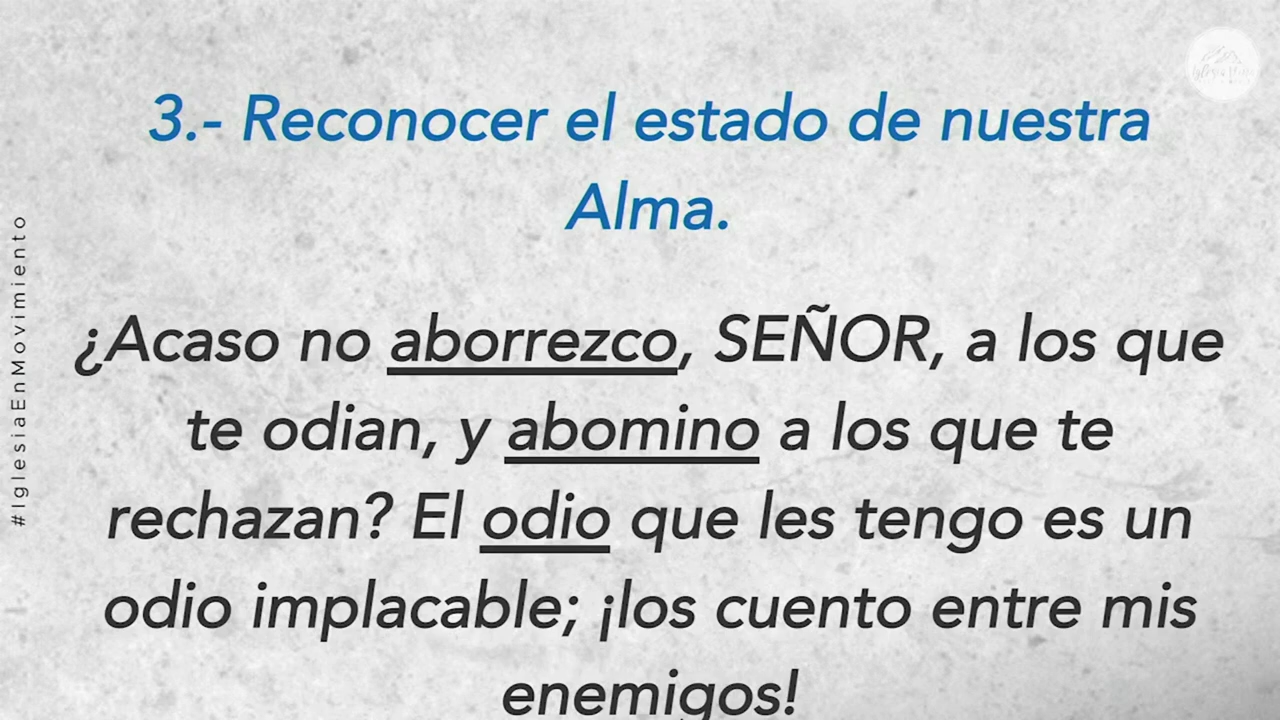 3.- Reconocer el estado de nuestra
Alma.
¿Acaso no aborrezco, SEÑOR, a los que
te odian, y abomino a los que te
rechazan? El odio que les tengo es un
odio implacable; ¡los cuento entre mis
enemigos!
#IglesiaEnMovimiento